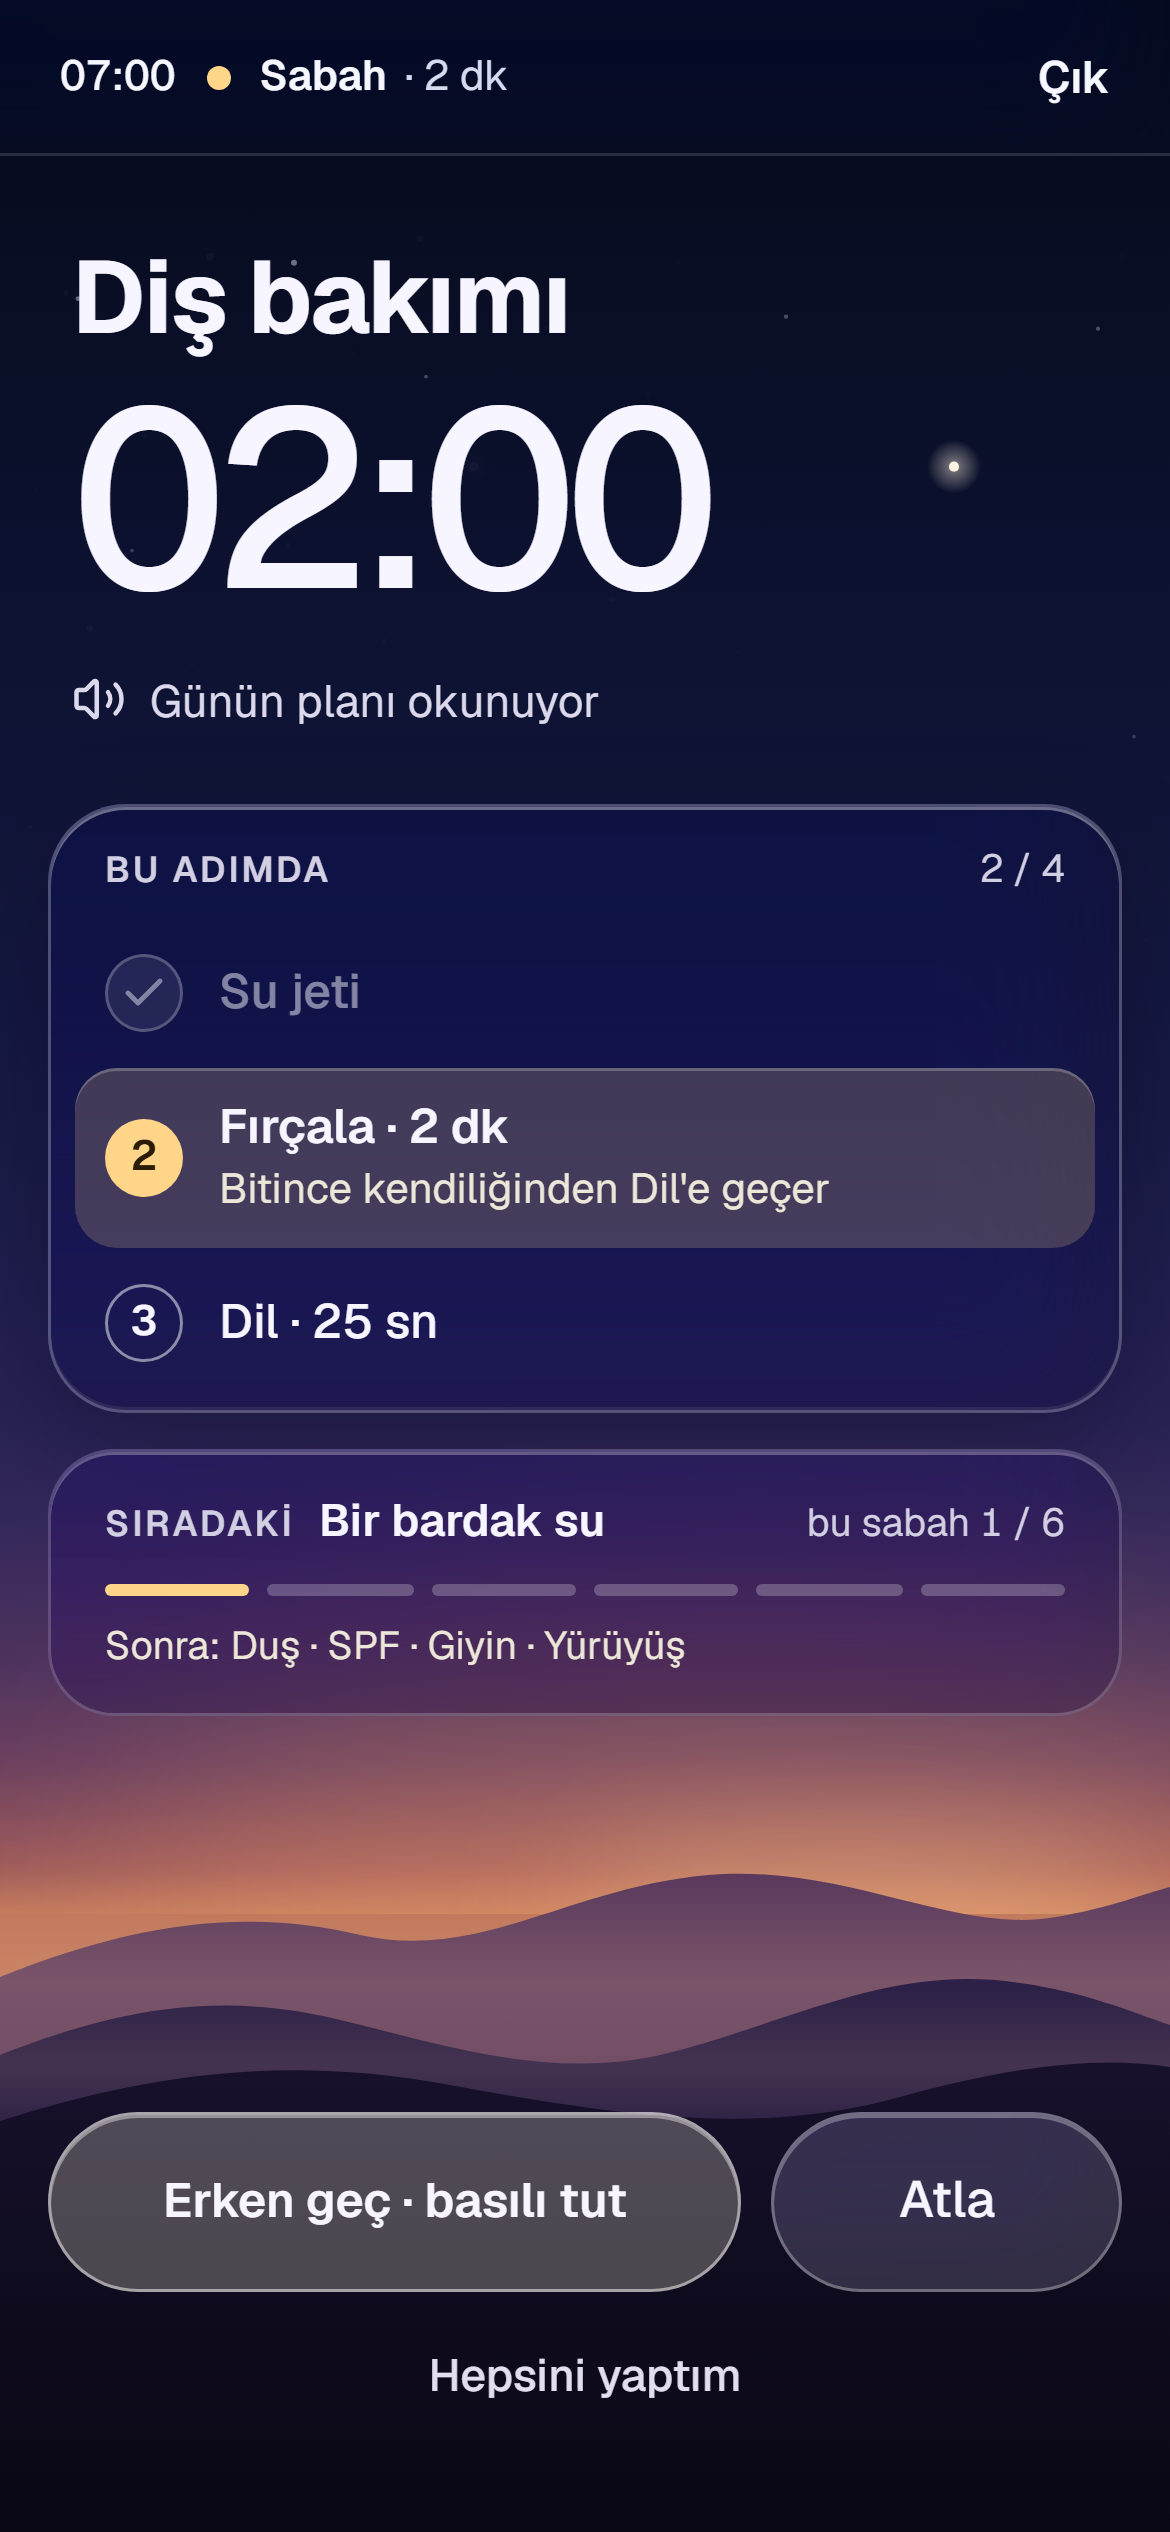 07:00 Sabah · 2 dk Çık
Diş bakımı
02:00
Günün planı okunuyor
BU ADIMDA 2 / 4
Su jeti
2 Fırçala · 2 dk
Bitince kendiliğinden Dil'e geçer
3 Dil · 25 sn
SIRADAKİ Bir bardak su bu sabah 1 / 6
Sonra: Duş · SPF · Giyin · Yürüyüş
Erken geç · basılı tut Atla
Hepsini yaptım